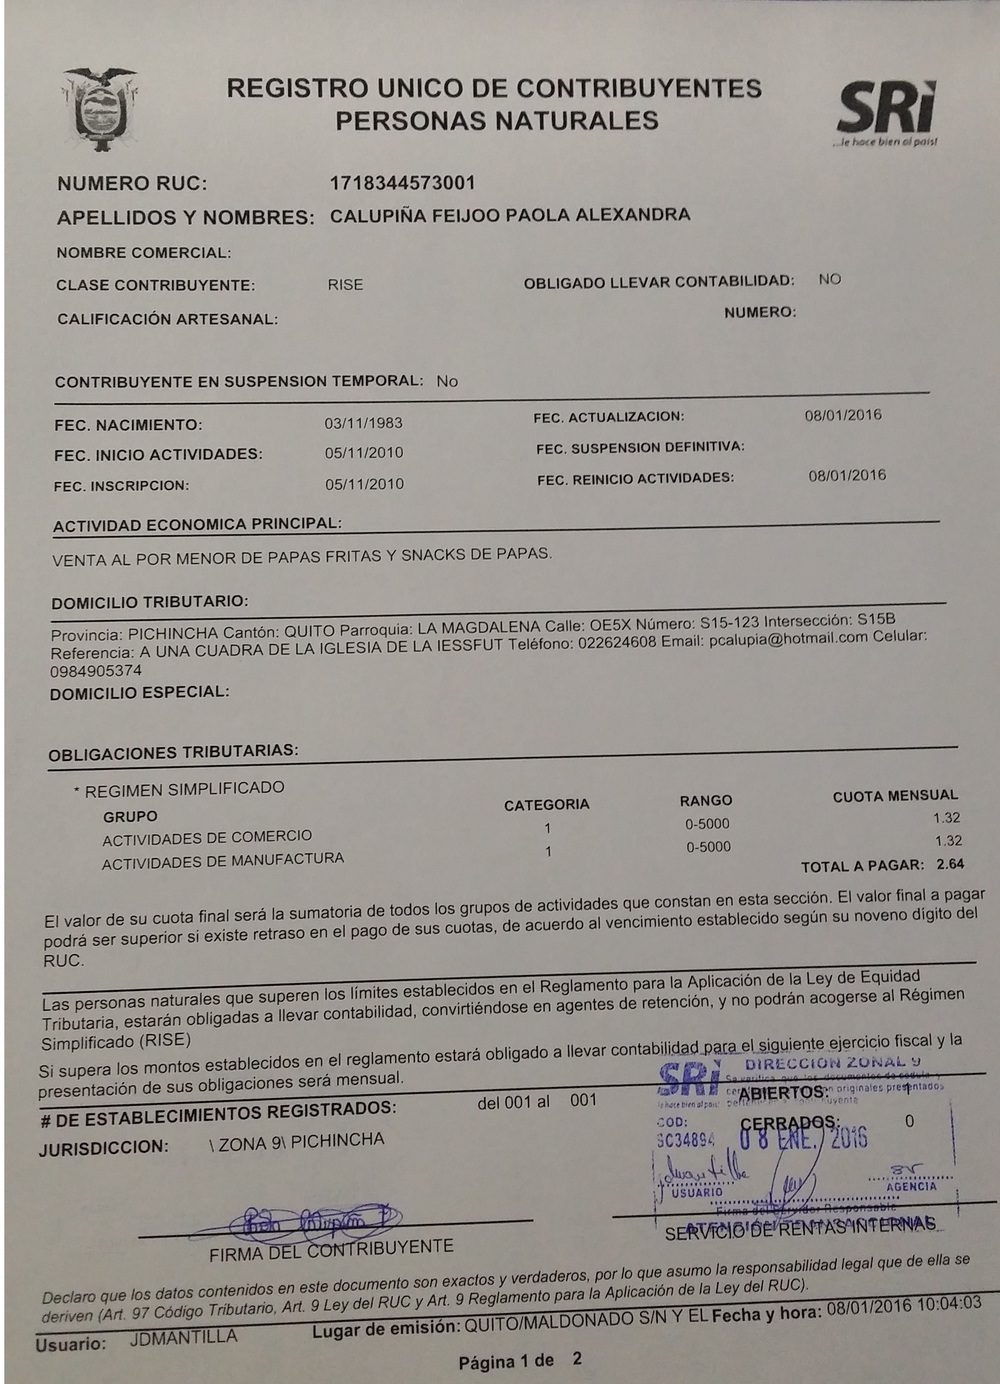 REGISTRO UNICO DE CONTRIBUYENTES
PERSONAS NATURALES
SRi
...le hace bien al país!
NUMERO RUC: 1718344573001
APELLIDOS Y NOMBRES: CALUPIÑA FEIJOO PAOLA ALEXANDRA
NOMBRE COMERCIAL:
CLASE CONTRIBUYENTE: RISE OBLIGADO LLEVAR CONTABILIDAD: NO
CALIFICACIÓN ARTESANAL: NUMERO:
CONTRIBUYENTE EN SUSPENSION TEMPORAL: No
FEC. NACIMIENTO: 03/11/1983 FEC. ACTUALIZACION: 08/01/2016
FEC. INICIO ACTIVIDADES: 05/11/2010 FEC. SUSPENSION DEFINITIVA:
FEC. INSCRIPCION: 05/11/2010 FEC. REINICIO ACTIVIDADES: 08/01/2016
ACTIVIDAD ECONOMICA PRINCIPAL:
VENTA AL POR MENOR DE PAPAS FRITAS Y SNACKS DE PAPAS.
DOMICILIO TRIBUTARIO:
Provincia: PICHINCHA Cantón: QUITO Parroquia: LA MAGDALENA Calle: OE5X Número: S15-123 Intersección: S15B
Referencia: A UNA CUADRA DE LA IGLESIA DE LA IESSFUT Teléfono: 022624608 Email: pcalupia@hotmail.com Celular:
0984905374
DOMICILIO ESPECIAL:
OBLIGACIONES TRIBUTARIAS:
* REGIMEN SIMPLIFICADO
GRUPO CATEGORIA RANGO CUOTA MENSUAL
ACTIVIDADES DE COMERCIO 1 0-5000 1.32
ACTIVIDADES DE MANUFACTURA 1 0-5000 1.32
TOTAL A PAGAR: 2.64
El valor de su cuota final será la sumatoria de todos los grupos de actividades que constan en esta sección. El valor final a pagar
podrá ser superior si existe retraso en el pago de sus cuotas, de acuerdo al vencimiento establecido según su noveno dígito del
RUC.
Las personas naturales que superen los límites establecidos en el Reglamento para la Aplicación de la Ley de Equidad
Tributaria, estarán obligadas a llevar contabilidad, convirtiéndose en agentes de retención, y no podrán acogerse al Régimen
Simplificado (RISE)
Si supera los montos establecidos en el reglamento estará obligado a llevar contabilidad para el siguiente ejercicio fiscal y la
presentación de sus obligaciones será mensual.
SRi DIRECCION ZONAL 9
# DE ESTABLECIMIENTOS REGISTRADOS: del 001 al 001 ABIERTOS: 1
originales presentados
JURISDICCION: \ ZONA 9\ PICHINCHA CERRADOS: 0
COD:
SC34894 08 ENE. 2016
USUARIO AGENCIA
Firma del Servidor Responsable
FIRMA DEL CONTRIBUYENTE SERVICIO DE RENTAS INTERNAS
Declaro que los datos contenidos en este documento son exactos y verdaderos, por lo que asumo la responsabilidad legal que de ella se
deriven (Art. 97 Código Tributario, Art. 9 Ley del RUC y Art. 9 Reglamento para la Aplicación de la Ley del RUC).
Usuario: JDMANTILLA Lugar de emisión: QUITO/MALDONADO S/N Y EL Fecha y hora: 08/01/2016 10:04:03
Página 1 de 2